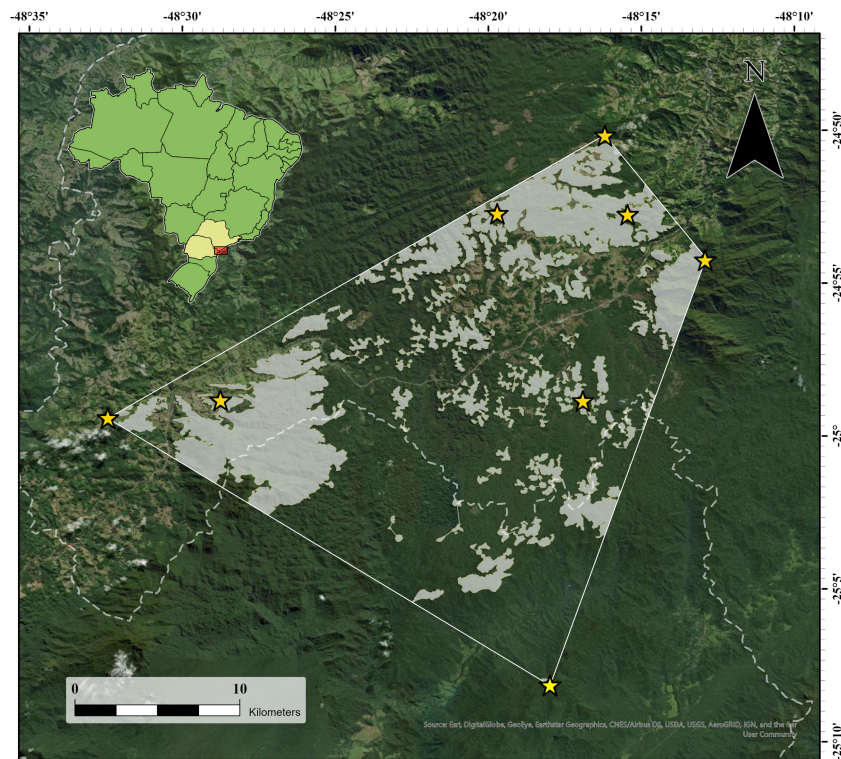 -48°35' -48°30' -48°25' -48°20' -48°15' -48°10'
N
-24°50'
-24°55'
-25°
-25°5'
-25°10'
0 10
Kilometers
Source: Esri, DigitalGlobe, GeoEye, Earthstar Geographics, CNES/Airbus DS, USDA, USGS, AeroGRID, IGN, and the GIS
User Community